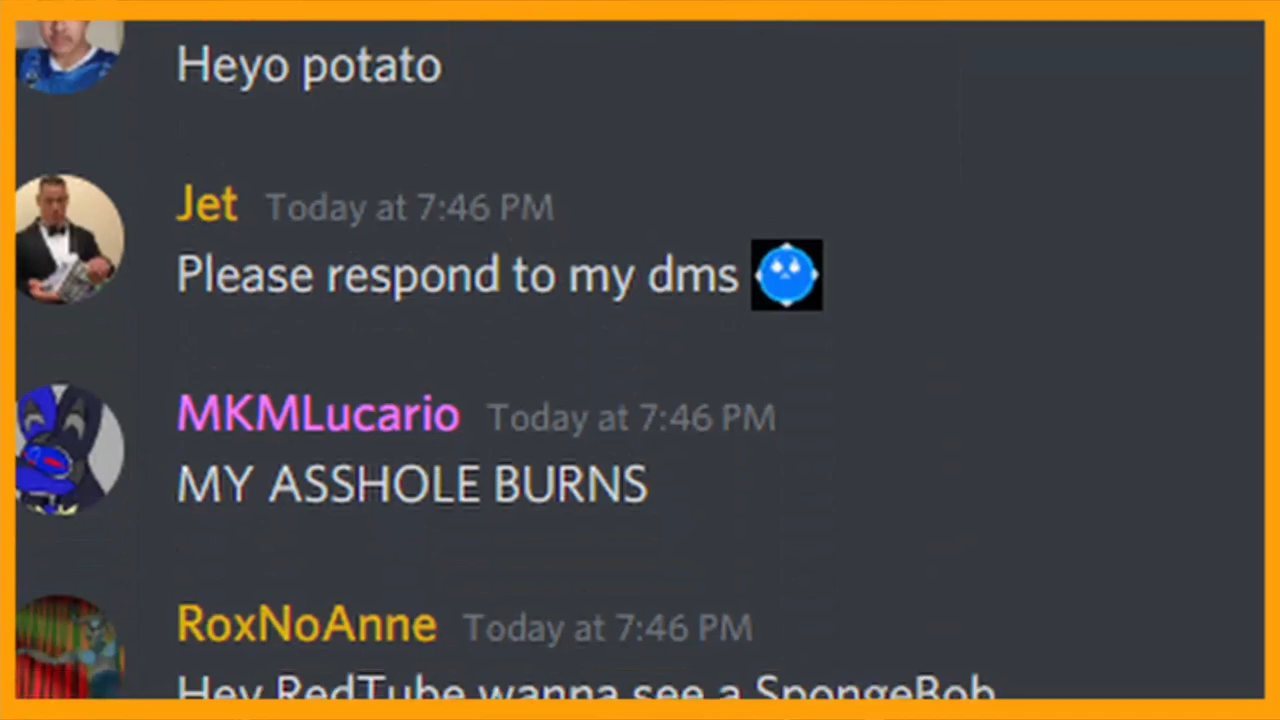 Heyo potato
Jet Today at 7:46 PM
Please respond to my dms
MKMLucario Today at 7:46 PM
MY ASSHOLE BURNS
RoxNoAnne Today at 7:46 PM
Hey RedTube wanna see a SpongeBob